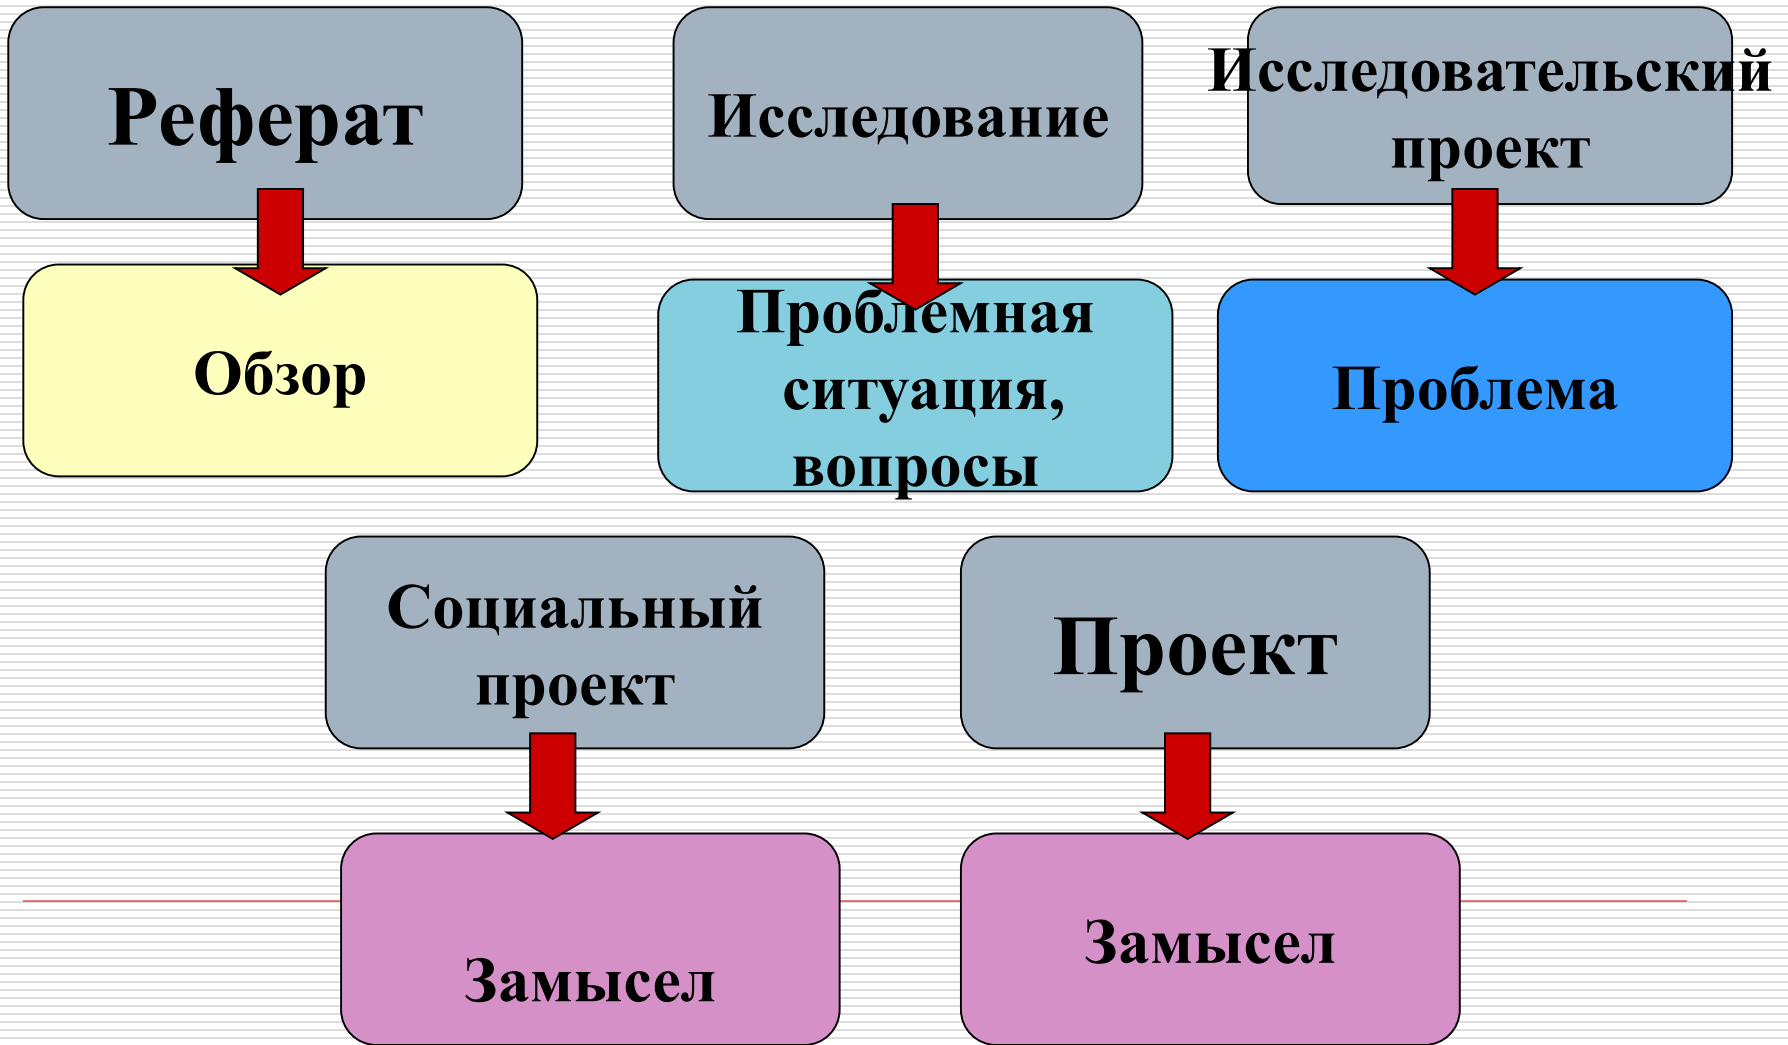 Реферат
Исследование
Исследовательский
проект
Обзор
Проблемная
ситуация,
вопросы
Проблема
Социальный
проект
Проект
Замысел
Замысел